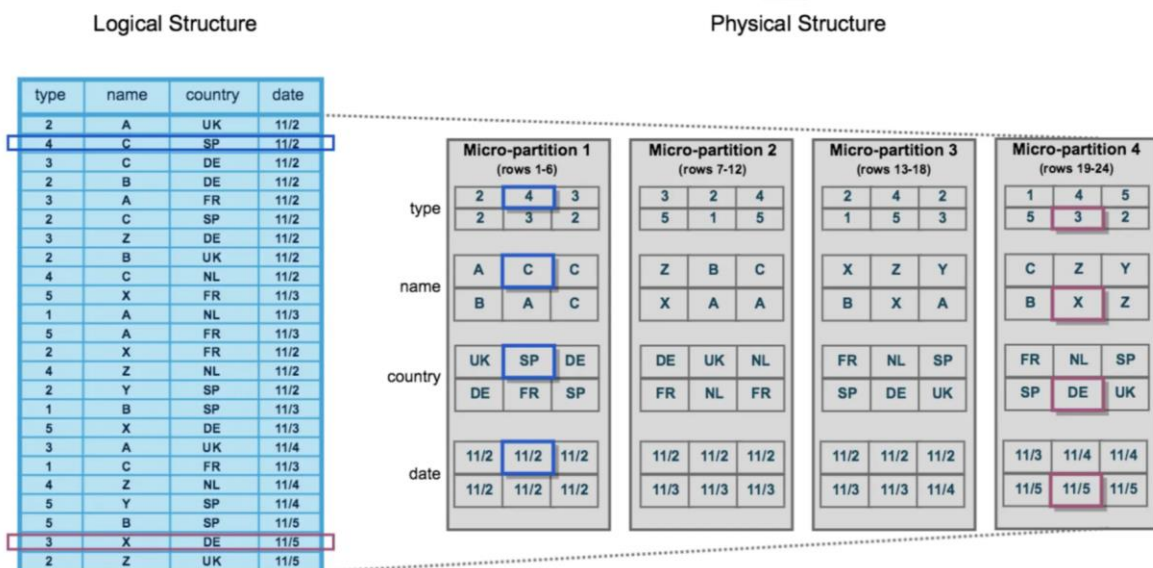 Logical Structure
Physical Structure
type name country date
2 A UK 11/2
4 C SP 11/2
3 C DE 11/2
2 B DE 11/2
3 A FR 11/2
2 C SP 11/2
3 Z DE 11/2
2 B UK 11/2
4 C NL 11/2
5 X FR 11/3
1 A NL 11/3
5 A FR 11/3
2 X FR 11/2
4 Z NL 11/2
2 Y SP 11/2
1 B SP 11/3
5 X DE 11/3
3 A UK 11/4
1 C FR 11/3
4 Z NL 11/4
5 Y SP 11/4
5 B SP 11/5
3 X DE 11/5
2 Z UK 11/5
type
name
country
date
Micro-partition 1
(rows 1-6)
2 4 3
2 3 2
A C C
B A C
UK SP DE
DE FR SP
11/2 11/2 11/2
11/2 11/2 11/2
Micro-partition 2
(rows 7-12)
3 2 4
5 1 5
Z B C
X A A
DE UK NL
FR NL FR
11/2 11/2 11/2
11/3 11/3 11/3
Micro-partition 3
(rows 13-18)
2 4 2
1 5 3
X Z Y
B X A
FR NL SP
SP DE UK
11/2 11/2 11/2
11/3 11/3 11/4
Micro-partition 4
(rows 19-24)
1 4 5
5 3 2
C Z Y
B X Z
FR NL SP
SP DE UK
11/3 11/4 11/4
11/5 11/5 11/5